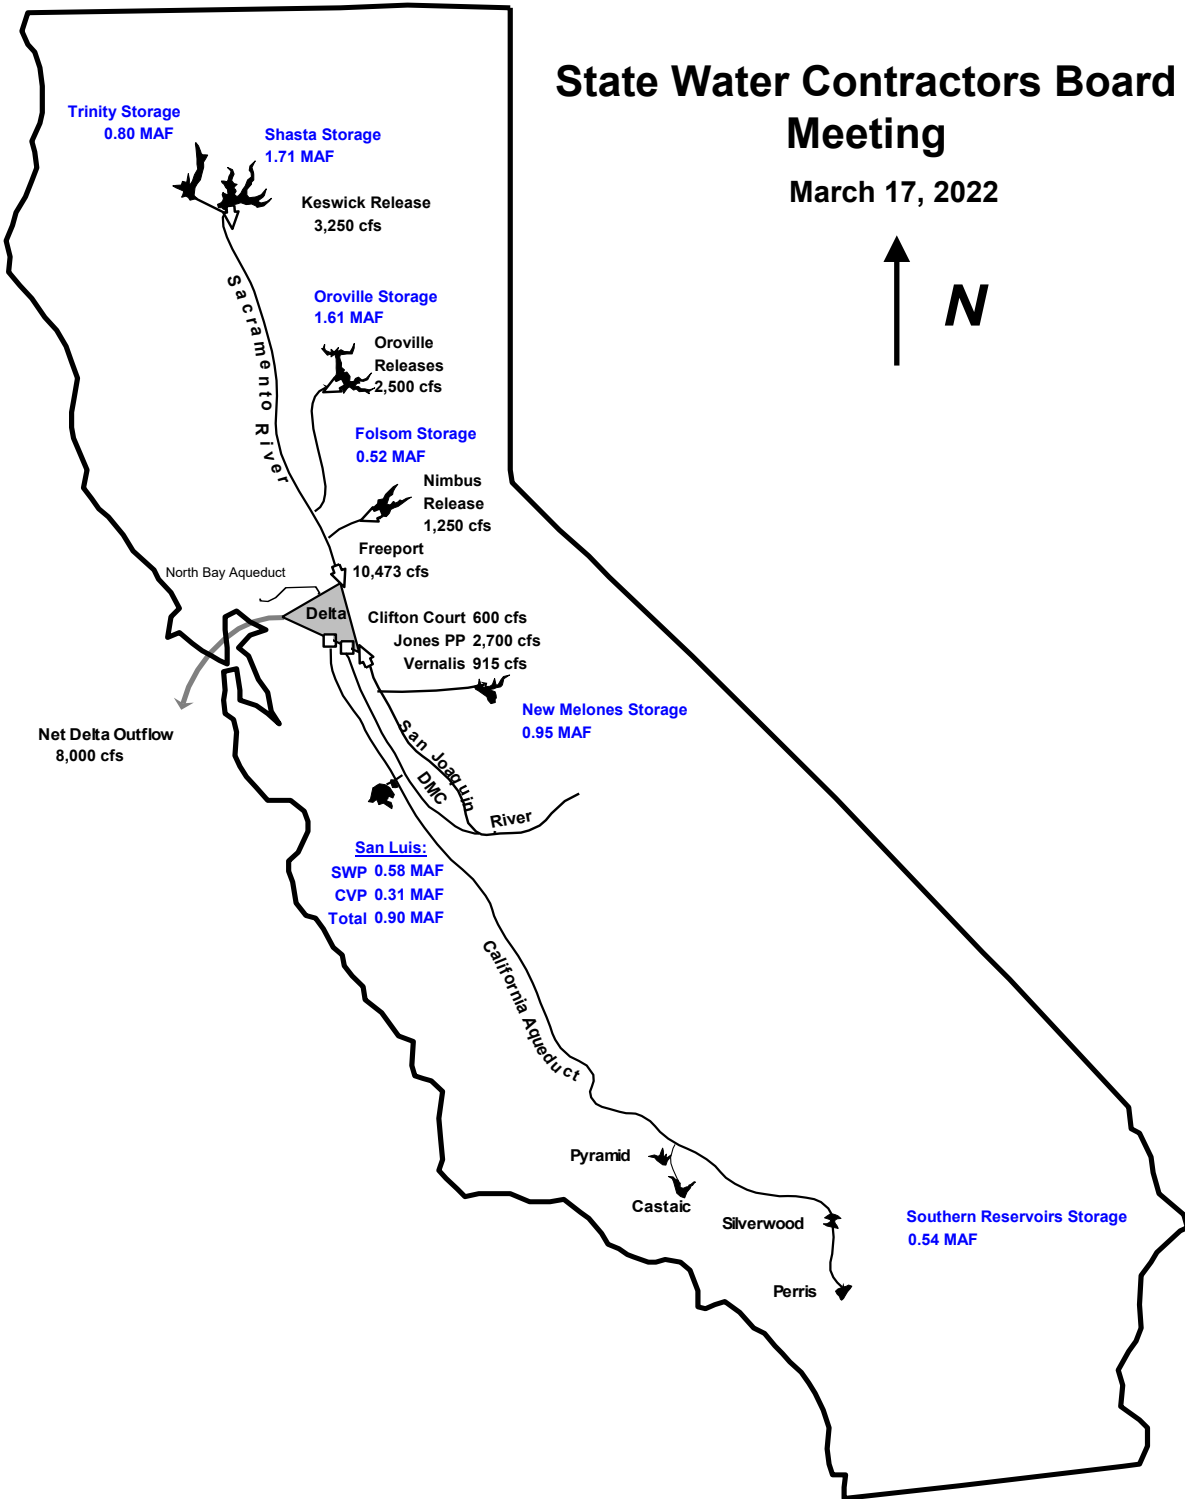 State Water Contractors Board
Meeting
March 17, 2022
N
Trinity Storage
0.80 MAF
Shasta Storage
1.71 MAF
Keswick Release
3,250 cfs
Sacramento River
Oroville Storage
1.61 MAF
Oroville
Releases
2,500 cfs
Folsom Storage
0.52 MAF
Nimbus
Release
1,250 cfs
Freeport
10,473 cfs
North Bay Aqueduct
Delta
Clifton Court 600 cfs
Jones PP 2,700 cfs
Vernalis 915 cfs
New Melones Storage
0.95 MAF
Net Delta Outflow
8,000 cfs
San Joaquin
River
DMC
San Luis:
SWP 0.58 MAF
CVP 0.31 MAF
Total 0.90 MAF
California Aqueduct
Pyramid
Castaic
Silverwood
Perris
Southern Reservoirs Storage
0.54 MAF